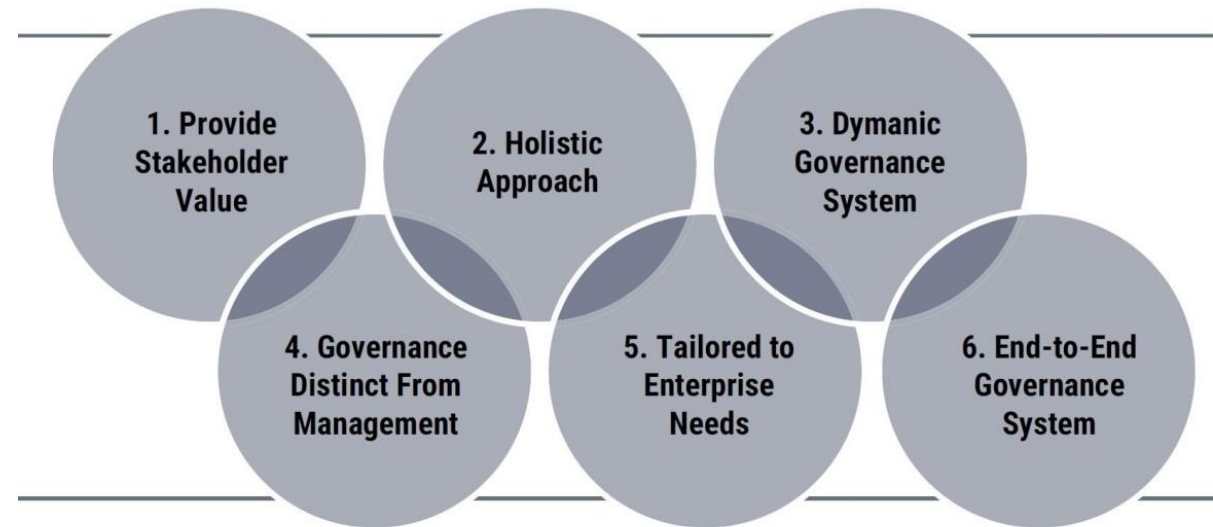 1. Provide
Stakeholder
Value
2. Holistic
Approach
3. Dymanic
Governance
System
4. Governance
Distinct From
Management
5. Tailored to
Enterprise
Needs
6. End-to-End
Governance
System